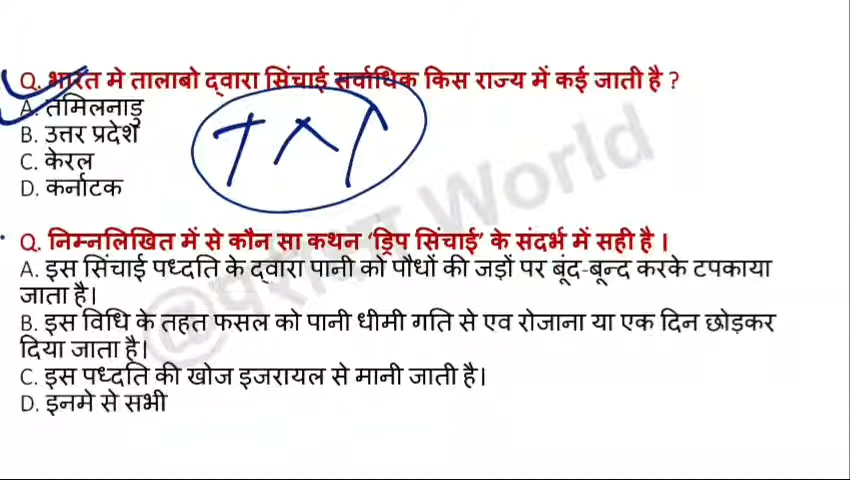 Q. भारत मे तालाबो द्वारा सिंचाई सर्वाधिक किस राज्य में कई जाती है ?
A. तमिलनाडु
B. उत्तर प्रदेश
C. केरल
D. कर्नाटक
Q. निम्नलिखित में से कौन सा कथन ‘ड्रिप सिंचाई’ के संदर्भ में सही है ।
A. इस सिंचाई पध्दति के द्वारा पानी को पौधों की जड़ों पर बूंद-बून्द करके टपकाया
जाता है।
B. इस विधि के तहत फसल को पानी धीमी गति से एव रोजाना या एक दिन छोड़कर
दिया जाता है।
C. इस पध्दति की खोज इजरायल से मानी जाती है।
D. इनमे से सभी
World